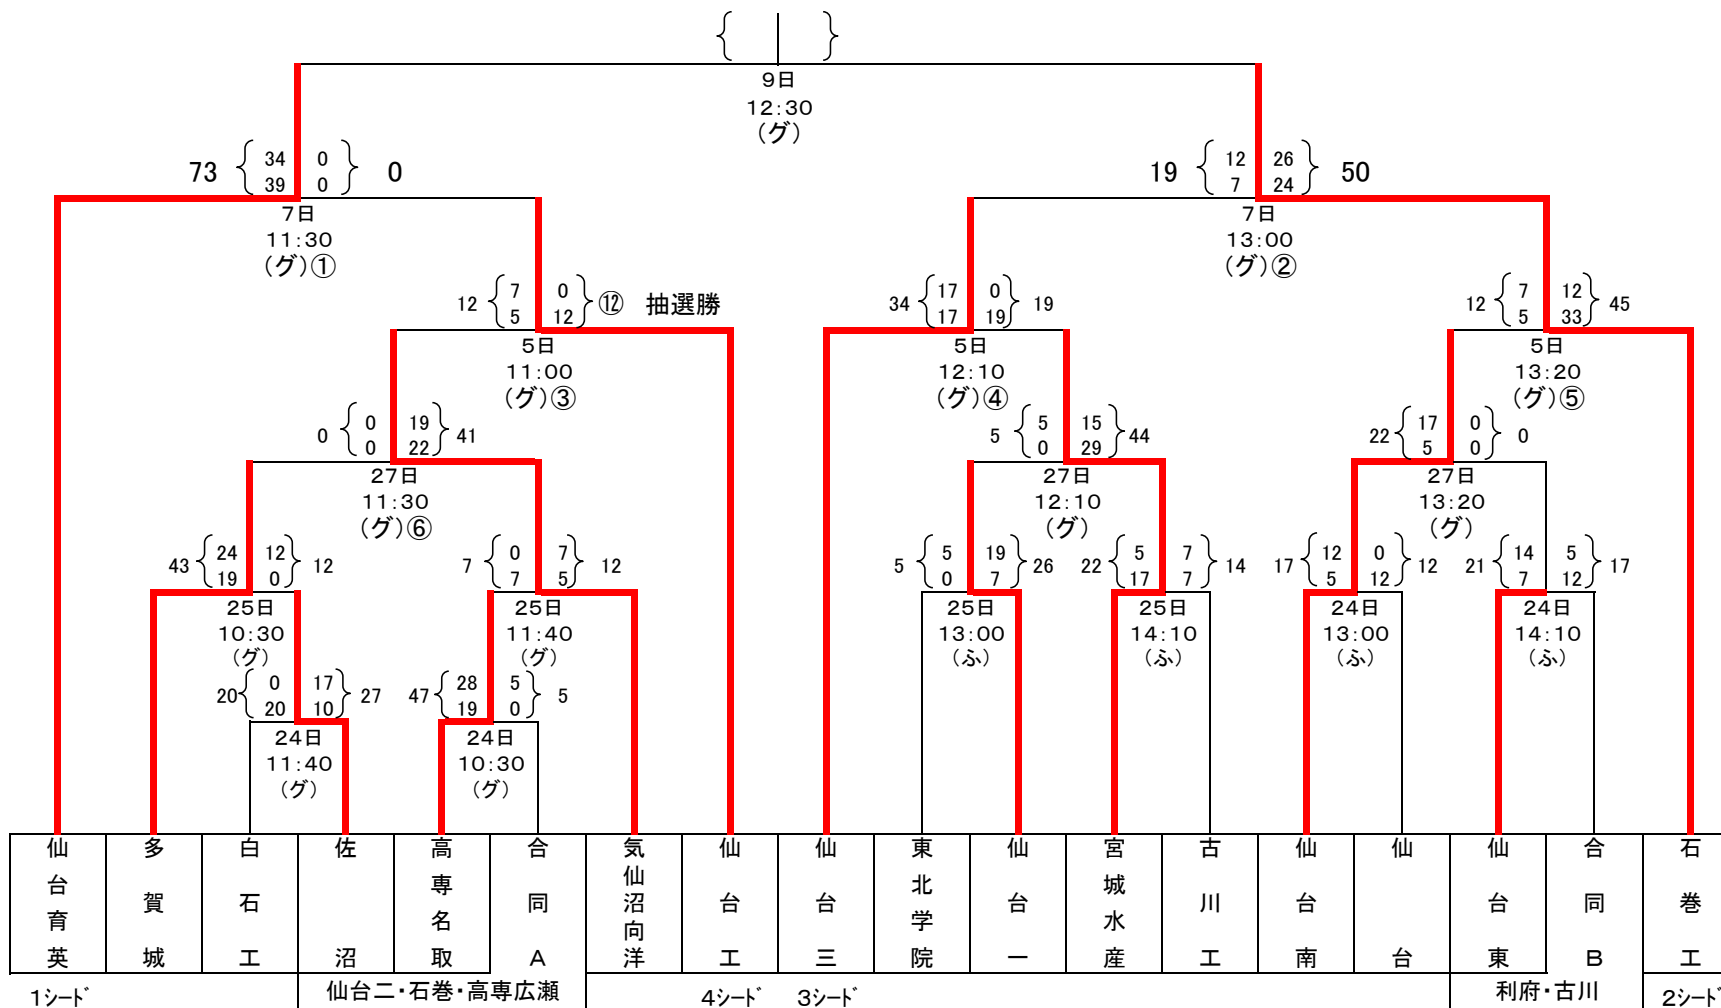 9日
12:30
(グ)
73 34 0 0
39 0
7日
11:30
(グ)①
19 12 26 50
7 24
7日
13:00
(グ)②
12 7 0 ⑫ 抽選勝
5 12
5日
11:00
(グ)③
34 17 0 19
17 19
5日
12:10
(グ)④
12 7 12 45
5 33
5日
13:20
(グ)⑤
0 0 19 41
0 22
27日
11:30
(グ)⑥
5 5 15 44
0 29
27日
12:10
(グ)
22 17 0 0
5 0
27日
13:20
(グ)
43 24 12 12
19 0
25日
10:30
(グ)
7 0 7 12
7 5
25日
11:40
(グ)
5 5 19 26
0 7
25日
13:00
(ふ)
22 5 7 14
17 7
25日
14:10
(ふ)
17 12 0 12
5 12
24日
13:00
(ふ)
21 14 5 17
7 12
24日
14:10
(ふ)
20 0 17 27
20 10
24日
11:40
(グ)
47 28 5 5
19 0
24日
10:30
(グ)
仙台育英
多賀城
白石工
佐沼
高専名取
合同A
気仙沼向洋
仙台工
仙台三
東北学院
仙台一
宮城水産
古川工
仙台南
仙台
仙台東
合同B
石巻工
1シード
仙台二・石巻・高専広瀬
4シード
3シード
利府・古川
2シード